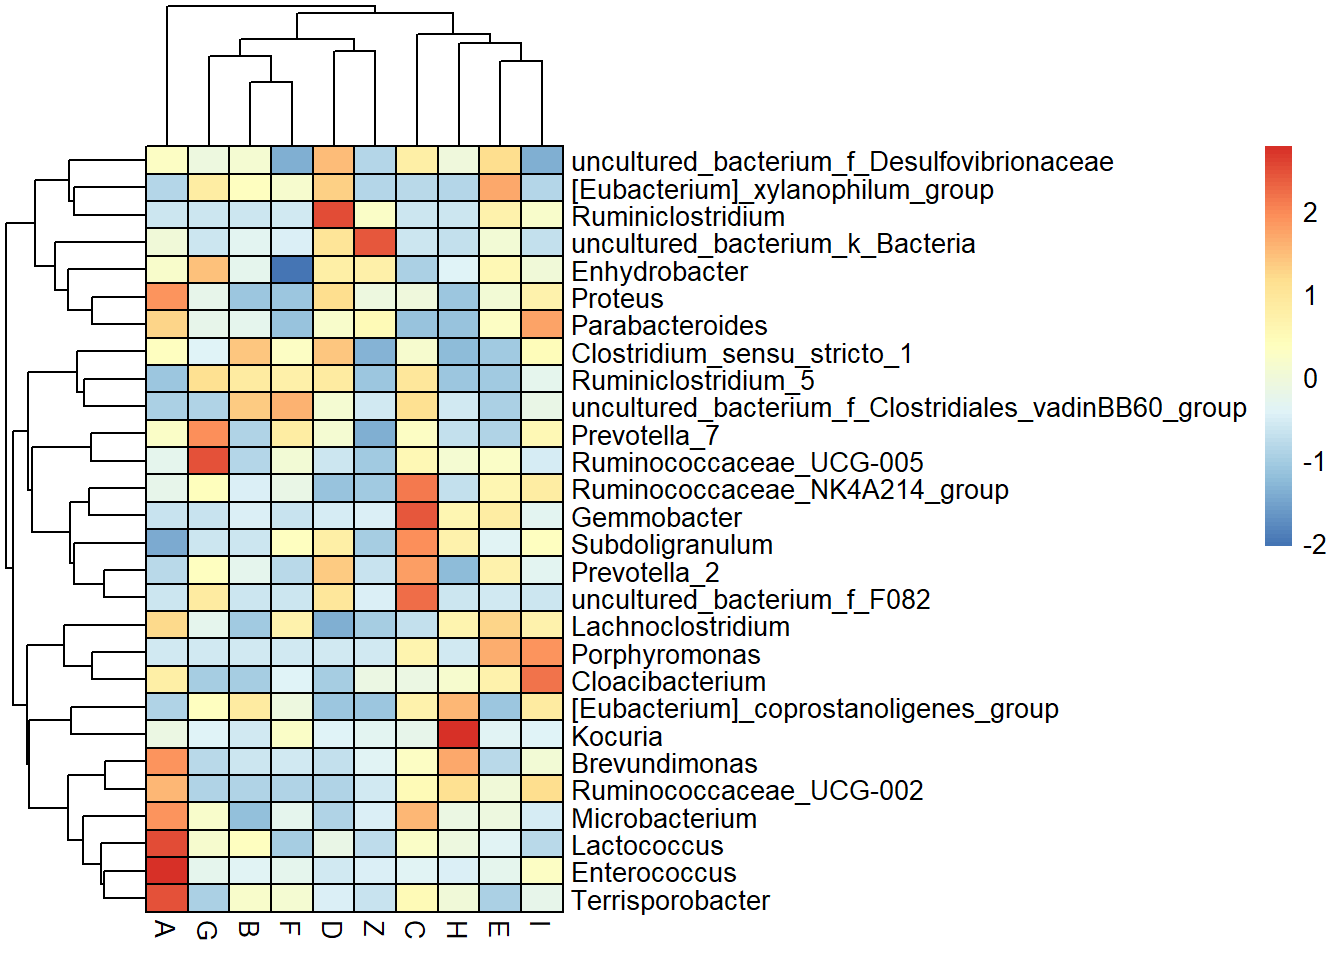 uncultured_bacterium_f_Desulfovibrionaceae
[Eubacterium]_xylanophilum_group
Ruminiclostridium
uncultured_bacterium_k_Bacteria
Enhydrobacter
Proteus
Parabacteroides
Clostridium_sensu_stricto_1
Ruminiclostridium_5
uncultured_bacterium_f_Clostridiales_vadinBB60_group
Prevotella_7
Ruminococcaceae_UCG-005
Ruminococcaceae_NK4A214_group
Gemmobacter
Subdoligranulum
Prevotella_2
uncultured_bacterium_f_F082
Lachnoclostridium
Porphyromonas
Cloacibacterium
[Eubacterium]_coprostanoligenes_group
Kocuria
Brevundimonas
Ruminococcaceae_UCG-002
Microbacterium
Lactococcus
Enterococcus
Terrisporobacter
A G B F D Z C H E I
2
1
0
-1
-2